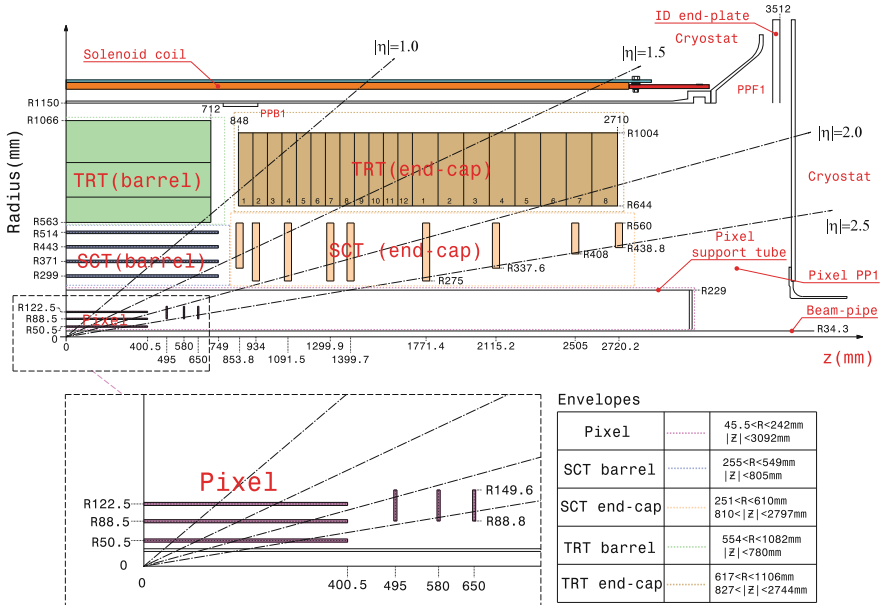 3512
ID end-plate
Cryostat
Solenoid coil
|η|=1.0
|η|=1.5
PPF1
R1150
712
PPB1
R1066
848
2710
R1004
|η|=2.0
TRT(barrel)
TRT(end-cap)
1 2 3 4 5 6 7 8 9 10 11 12 1 2 3 4 5 6 7 8
R644
Cryostat
Radius(mm)
R563
R514
R443
R371
R299
SCT(barrel)
SCT (end-cap)
R560
R438.8
R408
R337.6
R275
|η|=2.5
Pixel
support tube
Pixel PP1
R229
R122.5
R88.5
R50.5
Pixel
Beam-pipe
R34.3
0
0
400.5
495
580
650
749
853.8
934
1091.5
1299.9
1399.7
1771.4
2115.2
2505
2720.2
z(mm)
Pixel
R122.5
R88.5
R50.5
0
R149.6
R88.8
0
400.5
495
580
650
Envelopes
Pixel
45.5<R<242mm
|Z|<3092mm
SCT barrel
255<R<549mm
|Z|<805mm
SCT end-cap
251<R<610mm
810<|Z|<2797mm
TRT barrel
554<R<1082mm
|Z|<780mm
TRT end-cap
617<R<1106mm
827<|Z|<2744mm